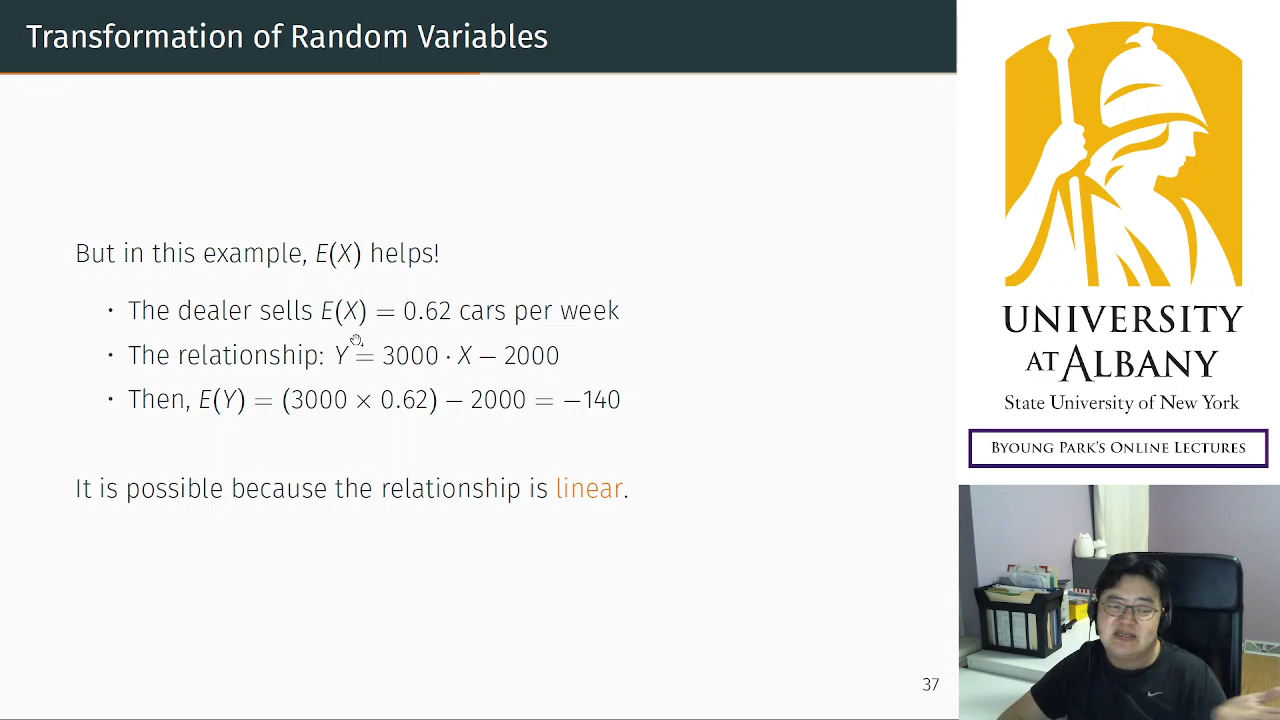 Transformation of Random Variables
But in this example, E(X) helps!
· The dealer sells E(X) = 0.62 cars per week
· The relationship: Y = 3000 · X − 2000
· Then, E(Y) = (3000 × 0.62) − 2000 = −140
It is possible because the relationship is linear.
37
UNIVERSITY
AT ALBANY
State University of New York
BYOUNG PARK'S ONLINE LECTURES